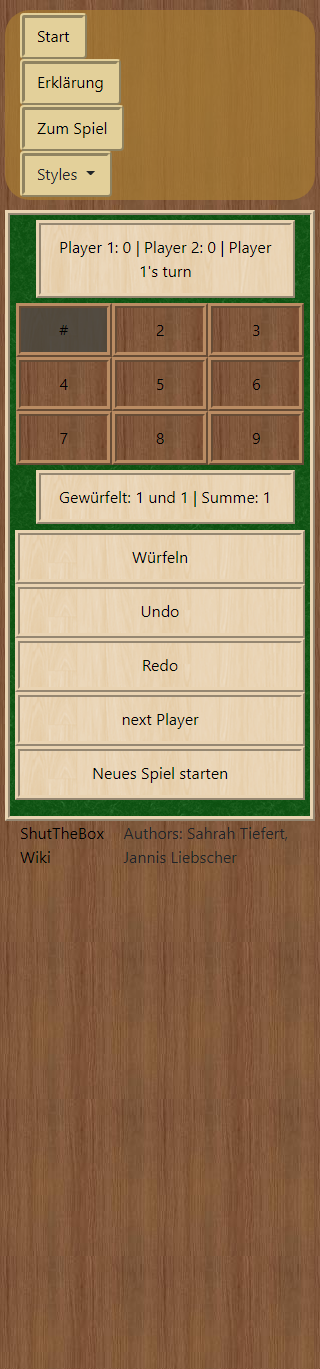 Start
Erklärung
Zum Spiel
Styles
Player 1: 0 | Player 2: 0 | Player
1's turn
# 2 3
4 5 6
7 8 9
Gewürfelt: 1 und 1 | Summe: 1
Würfeln
Undo
Redo
next Player
Neues Spiel starten
ShutTheBox Wiki
Authors: Sahrah Tiefert,
Jannis Liebscher